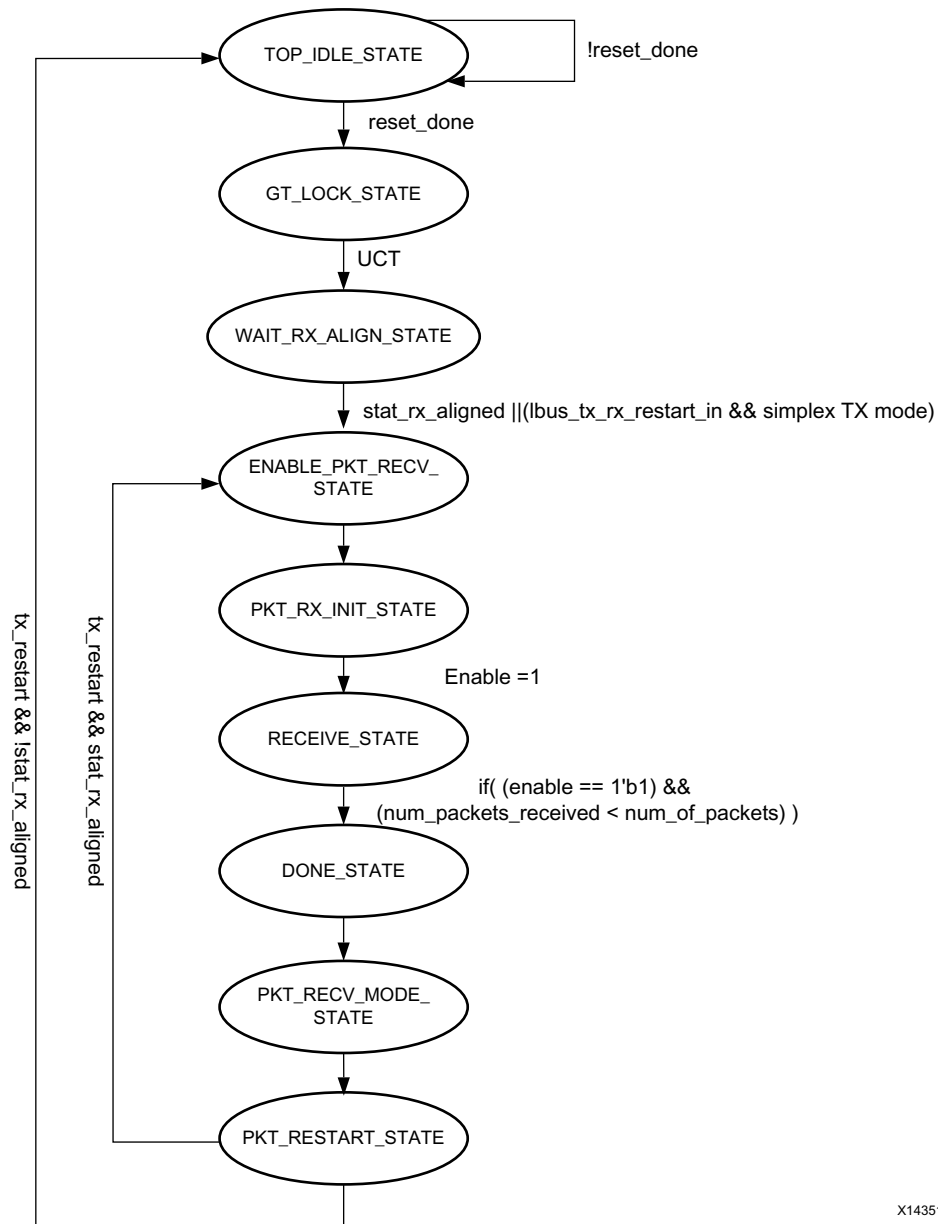 TOP_IDLE_STATE
!reset_done
reset_done
GT_LOCK_STATE
UCT
WAIT_RX_ALIGN_STATE
stat_rx_aligned ||(lbus_tx_rx_restart_in && simplex TX mode)
ENABLE_PKT_RECV_
STATE
PKT_RX_INIT_STATE
tx_restart && !stat_rx_aligned
tx_restart && stat_rx_aligned
Enable =1
RECEIVE_STATE
if( (enable == 1'b1) &&
(num_packets_received < num_of_packets) )
DONE_STATE
PKT_RECV_MODE_
STATE
PKT_RESTART_STATE